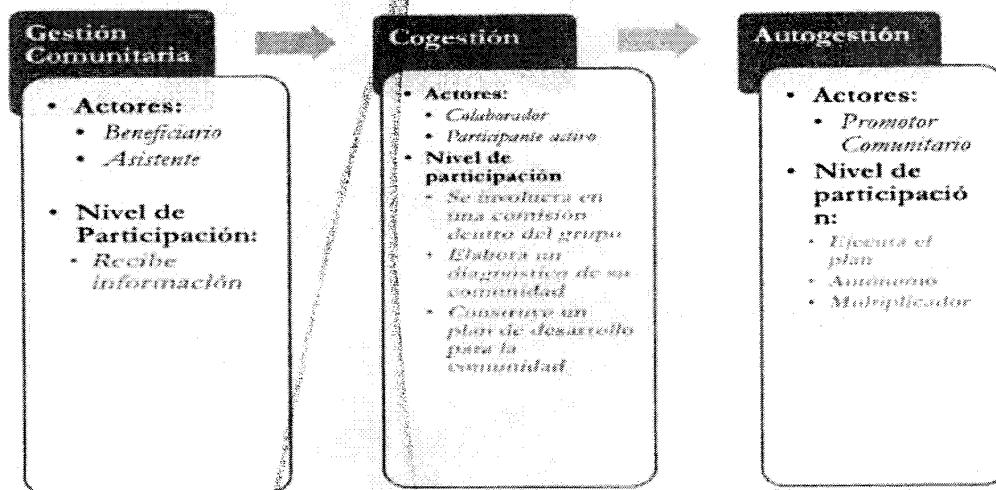 Gestión
Comunitaria
• Actores:
• Beneficiario
• Asistente
• Nivel de
Participación:
• Recibe
información
Cogestión
• Actores:
• Colaborador
• Participante activo
• Nivel de
participación
• Se involucra en
una comisión
dentro del grupo
• Elabora un
diagnostico de su
comunidad
• Construye un
plan de desarrollo
para la
comunidad
Autogestión
• Actores:
• Promotor
Comunitario
• Nivel de
participació
n:
• Ejecuta el
plan
• Autónomo
• Multiplicador